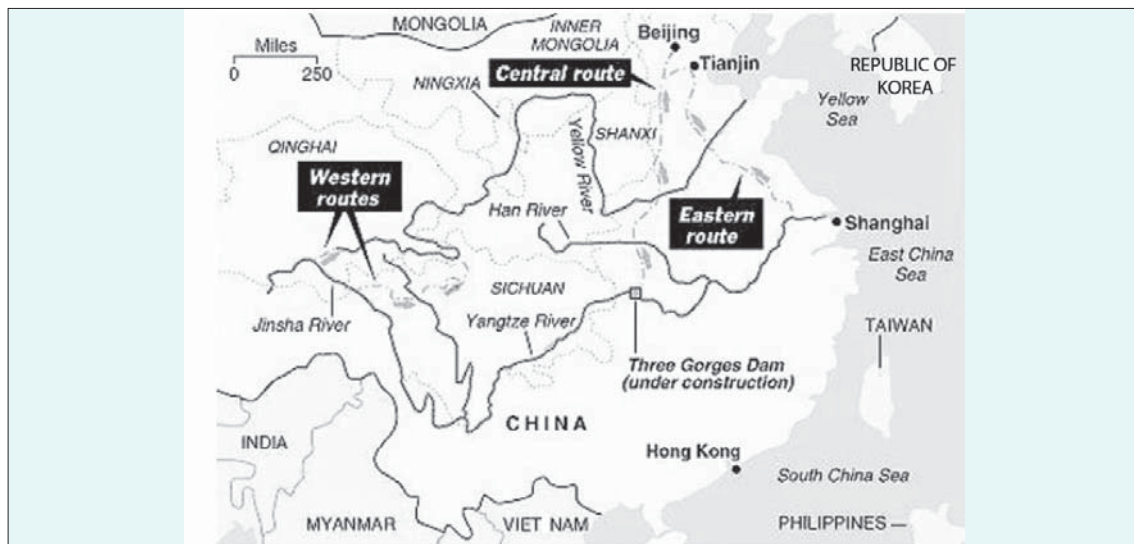 MONGOLIA
INNER
MONGOLIA
Beijing
Miles
0 250
Central route
Tianjin
REPUBLIC OF
KOREA
NINGXIA
Yellow
Sea
QINGHAI
SHANXI
Yellow River
Western
routes
Han River
Eastern
route
Shanghai
East China
Sea
SICHUAN
Jinsha River
Yangtze River
TAIWAN
Three Gorges Dam
(under construction)
CHINA
INDIA
Hong Kong
South China Sea
MYANMAR
VIET NAM
PHILIPPINES